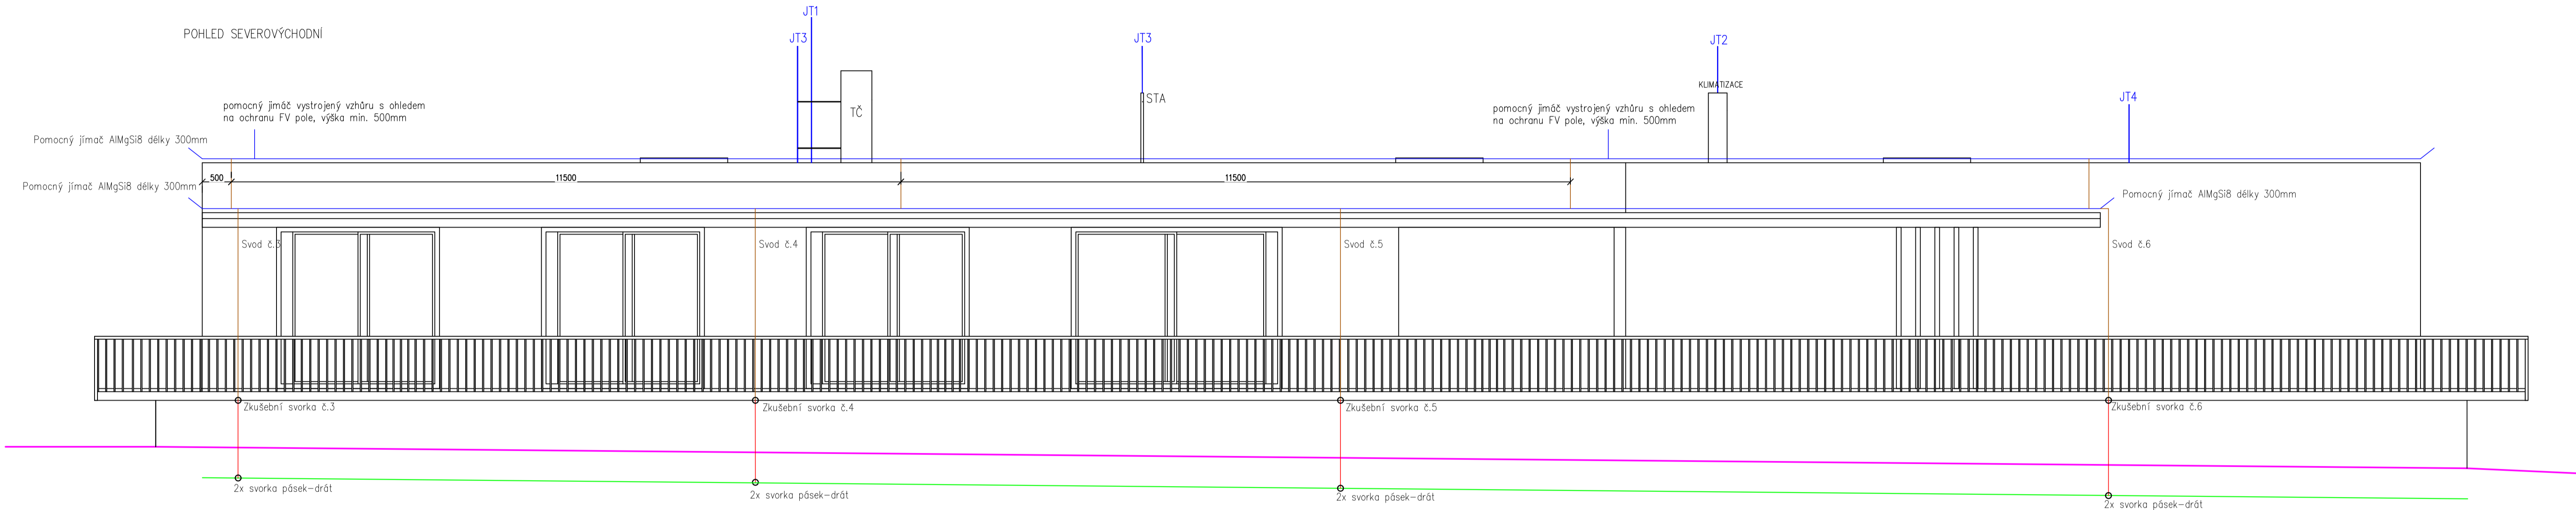 POHLED SEVEROVÝCHODNÍ
JT1
JT3
JT3
JT2
KLIMATIZACE
JT4
TČ
STA
pomocný jimáč vystrojený vzhůru s ohledem
na ochranu FV pole, výška min. 500mm
pomocný jimáč vystrojený vzhůru s ohledem
na ochranu FV pole, výška min. 500mm
Pomocný jímač AlMgSi8 délky 300mm
Pomocný jímač AlMgSi8 délky 300mm
Pomocný jímač AlMgSi8 délky 300mm
500
11500
11500
Svod č.3
Svod č.4
Svod č.5
Svod č.6
Zkušební svorka č.3
Zkušební svorka č.4
Zkušební svorka č.5
Zkušební svorka č.6
2x svorka pásek-drát
2x svorka pásek-drát
2x svorka pásek-drát
2x svorka pásek-drát